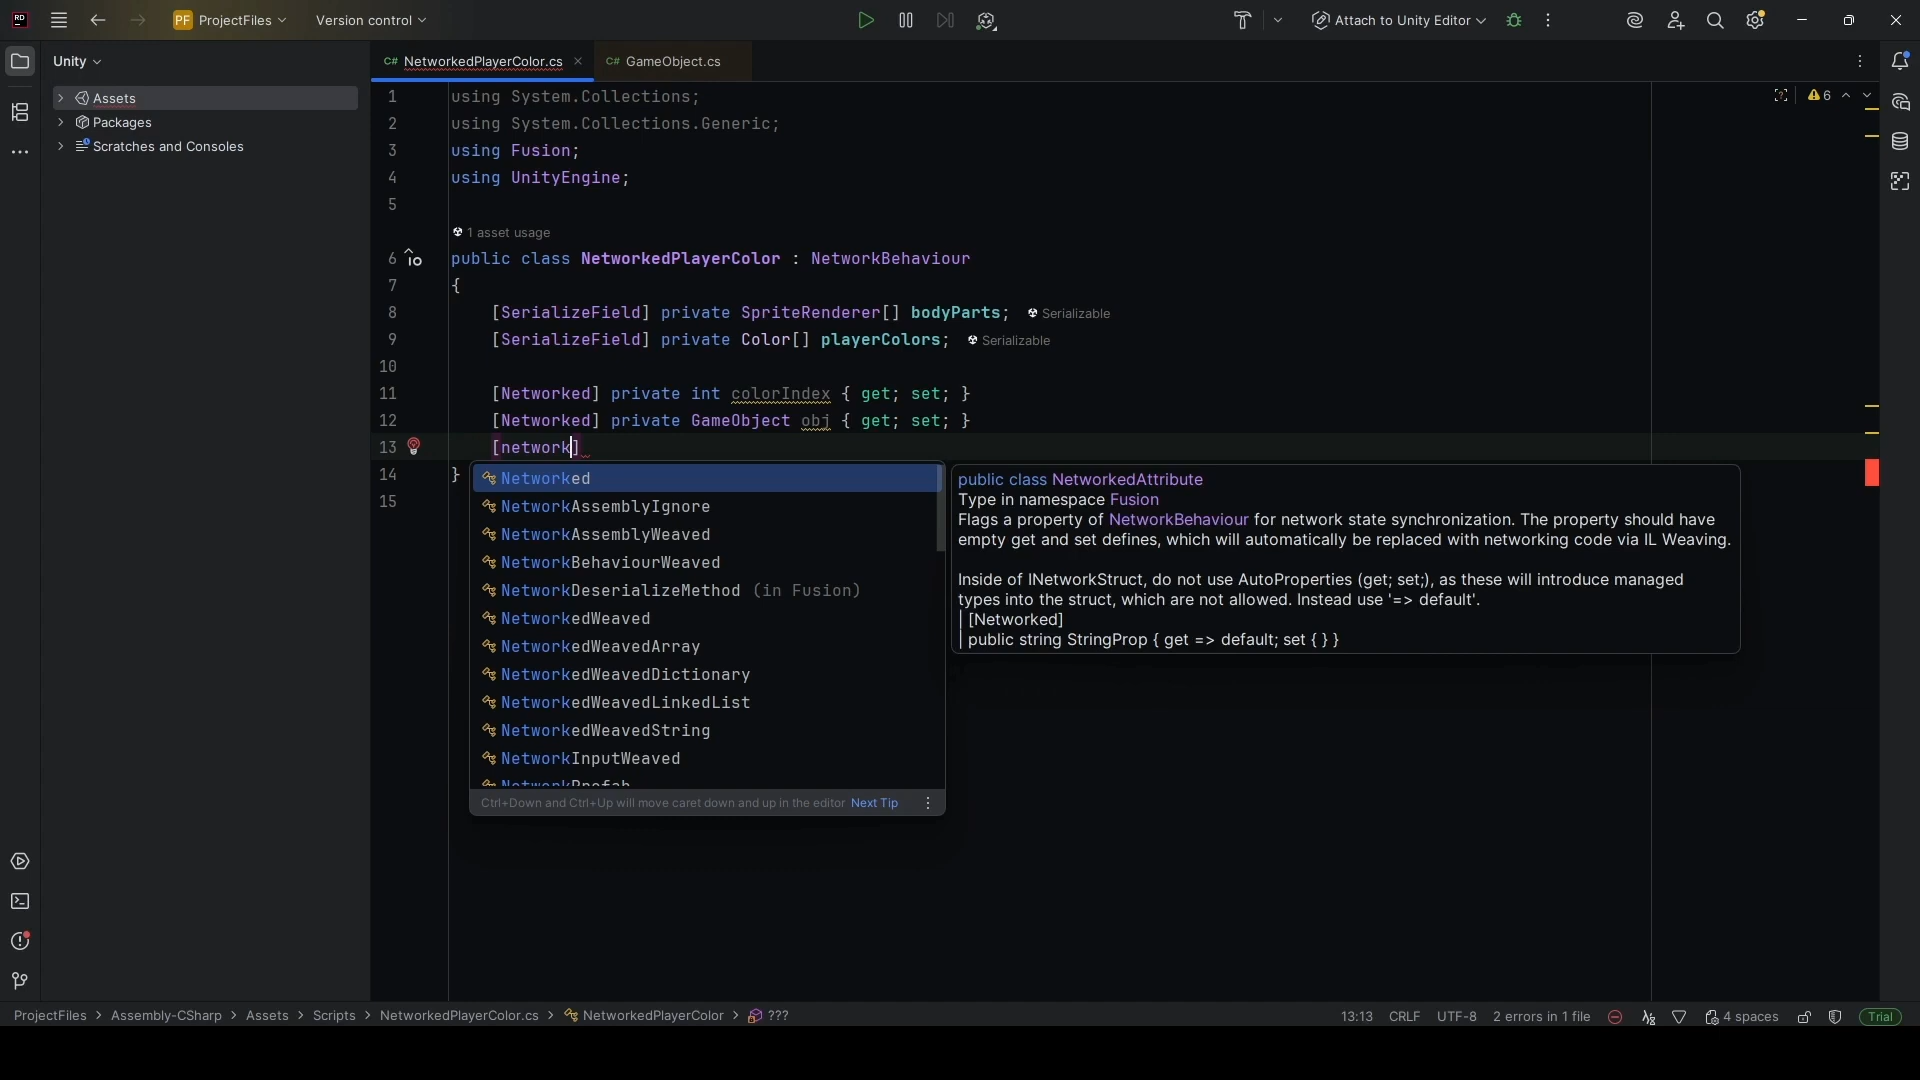 RD
PF ProjectFiles
Version control
Attach to Unity Editor
Unity
C# NetworkedPlayerColor.cs
C# GameObject.cs
Assets
Packages
Scratches and Consoles
6
1 using System.Collections;
2 using System.Collections.Generic;
3 using Fusion;
4 using UnityEngine;
5
1 asset usage
6 public class NetworkedPlayerColor : NetworkBehaviour
7 {
8 [SerializeField] private SpriteRenderer[] bodyParts; Serializable
9 [SerializeField] private Color[] playerColors; Serializable
10
11 [Networked] private int colorIndex { get; set; }
12 [Networked] private GameObject obj { get; set; }
13 [network]
14 }
15
Networked
NetworkAssemblyIgnore
NetworkAssemblyWeaved
NetworkBehaviourWeaved
NetworkDeserializeMethod (in Fusion)
NetworkedWeaved
NetworkedWeavedArray
NetworkedWeavedDictionary
NetworkedWeavedLinkedList
NetworkedWeavedString
NetworkInputWeaved
NetworkPrefab
Ctrl+Down and Ctrl+Up will move caret down and up in the editor Next Tip
public class NetworkedAttribute
Type in namespace Fusion
Flags a property of NetworkBehaviour for network state synchronization. The property should have
empty get and set defines, which will automatically be replaced with networking code via IL Weaving.
Inside of INetworkStruct, do not use AutoProperties (get; set;), as these will introduce managed
types into the struct, which are not allowed. Instead use '=> default'.
| [Networked]
| public string StringProp { get => default; set { } }
ProjectFiles > Assembly-CSharp > Assets > Scripts > NetworkedPlayerColor.cs > NetworkedPlayerColor > ???
13:13 CRLF UTF-8 2 errors in 1 file 4 spaces Trial